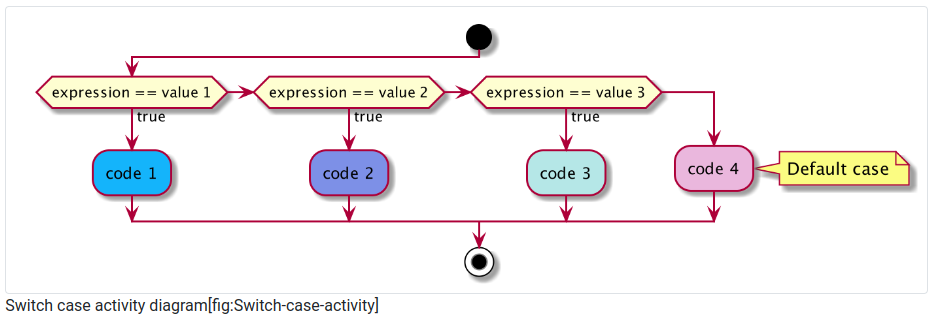 expression == value 1
expression == value 2
expression == value 3
true
true
true
code 1
code 2
code 3
code 4
Default case
Switch case activity diagram[fig:Switch-case-activity]